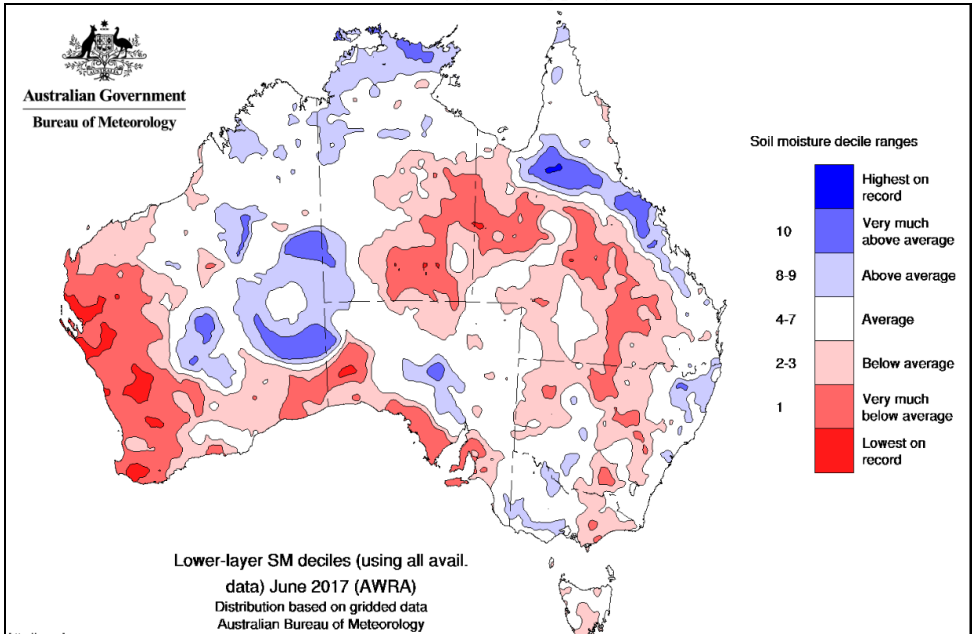 Australian Government
Bureau of Meteorology
Soil moisture decile ranges
Highest on
record
10
Very much
above average
8-9
Above average
4-7
Average
2-3
Below average
1
Very much
below average
Lowest on
record
Lower-layer SM deciles (using all avail.
data) June 2017 (AWRA)
Distribution based on gridded data
Australian Bureau of Meteorology